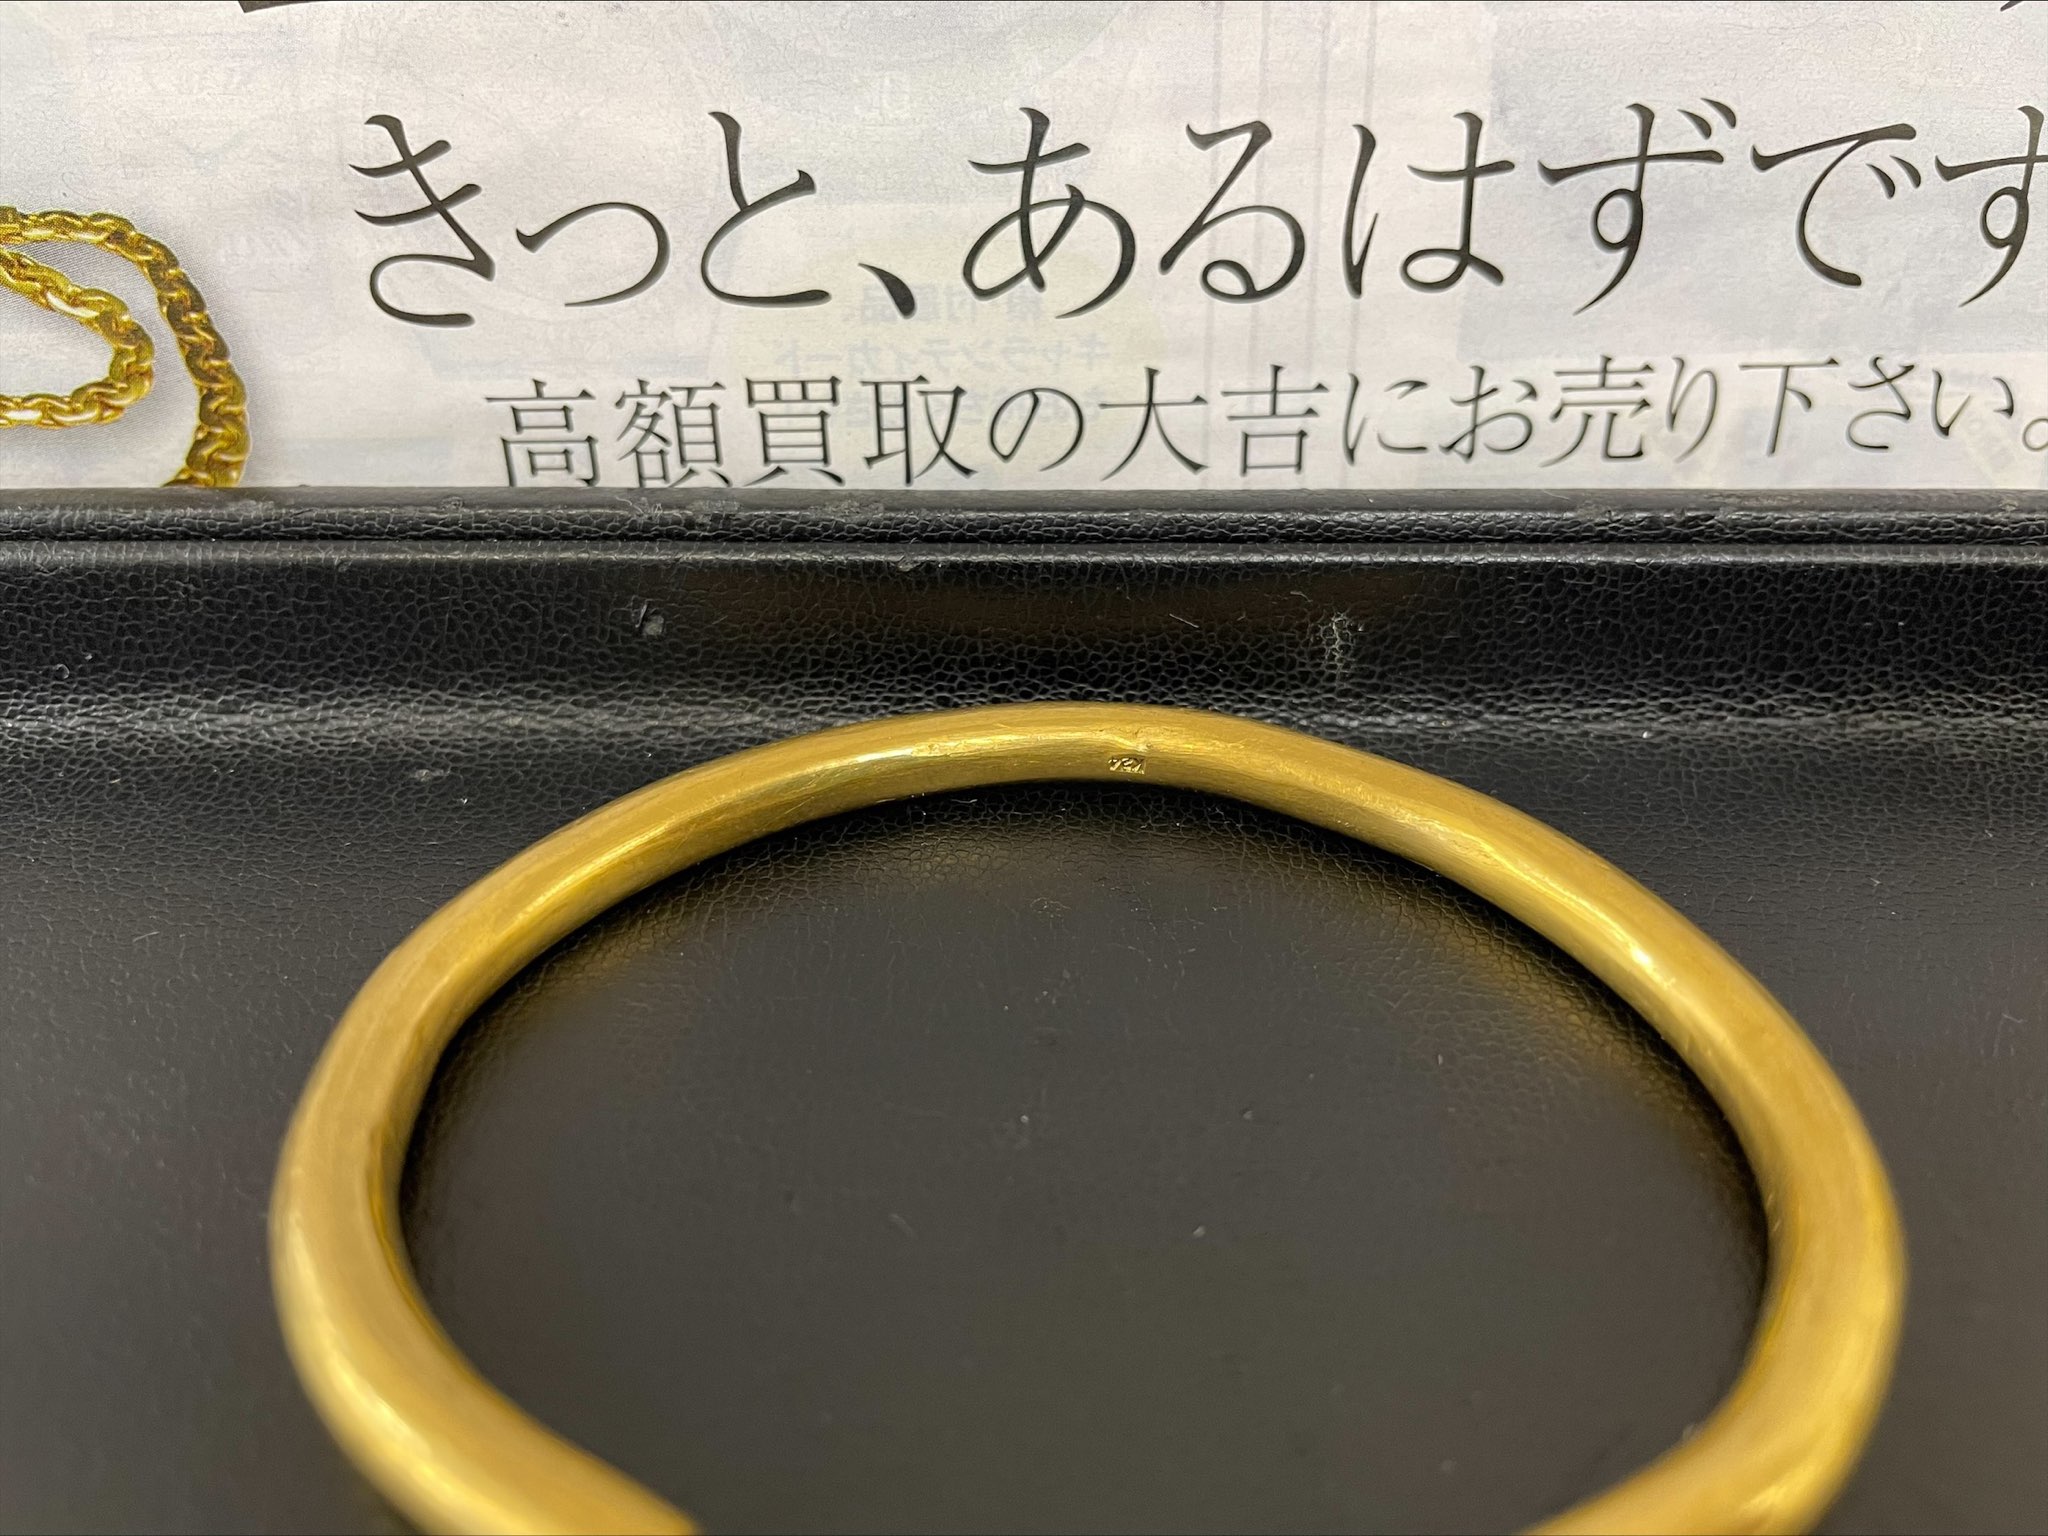 きっと、あるはずです
高額買取の大吉にお売り下さい。
K24